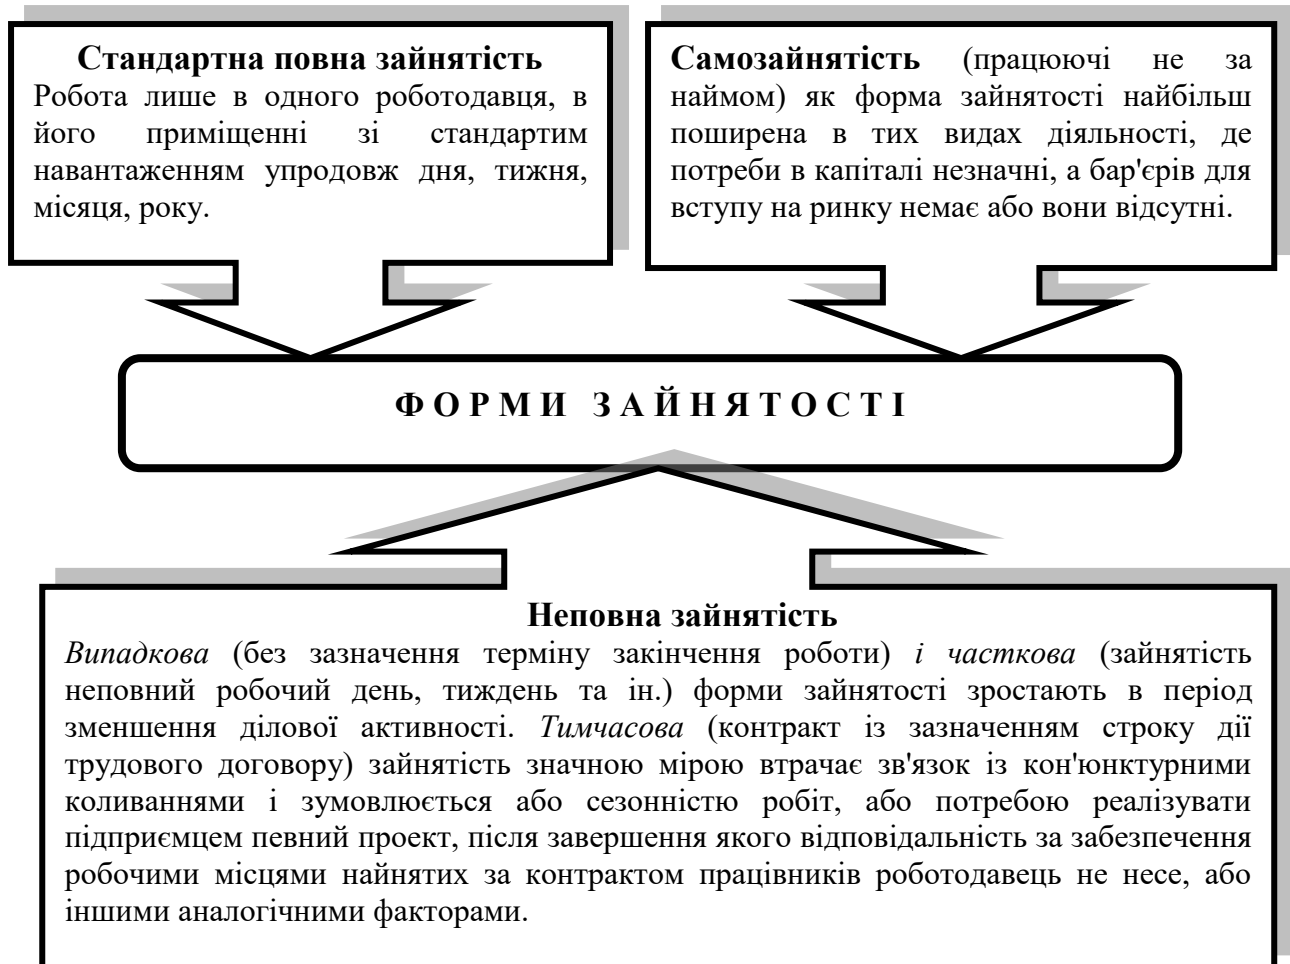 Стандартна повна зайнятість
Робота лише в одного роботодавця, в
його приміщенні зі стандартим
навантаженням упродовж дня, тижня,
місяця, року.
Самозайнятість (працюючі не за
наймом) як форма зайнятості найбільш
поширена в тих видах діяльності, де
потреби в капіталі незначні, а бар'єрів для
вступу на ринку немає або вони відсутні.
Ф О Р М И З А Й Н Я Т О С Т І
Неповна зайнятість
Випадкова (без зазначення терміну закінчення роботи) і часткова (зайнятість
неповний робочий день, тиждень та ін.) форми зайнятості зростають в період
зменшення ділової активності. Тимчасова (контракт із зазначенням строку дії
трудового договору) зайнятість значною мірою втрачає зв'язок із кон'юнктурними
коливаннями і зумовлюється або сезонністю робіт, або потребою реалізувати
підприємцем певний проект, після завершення якого відповідальність за забезпечення
робочими місцями найнятих за контрактом працівників роботодавець не несе, або
іншими аналогічними факторами.